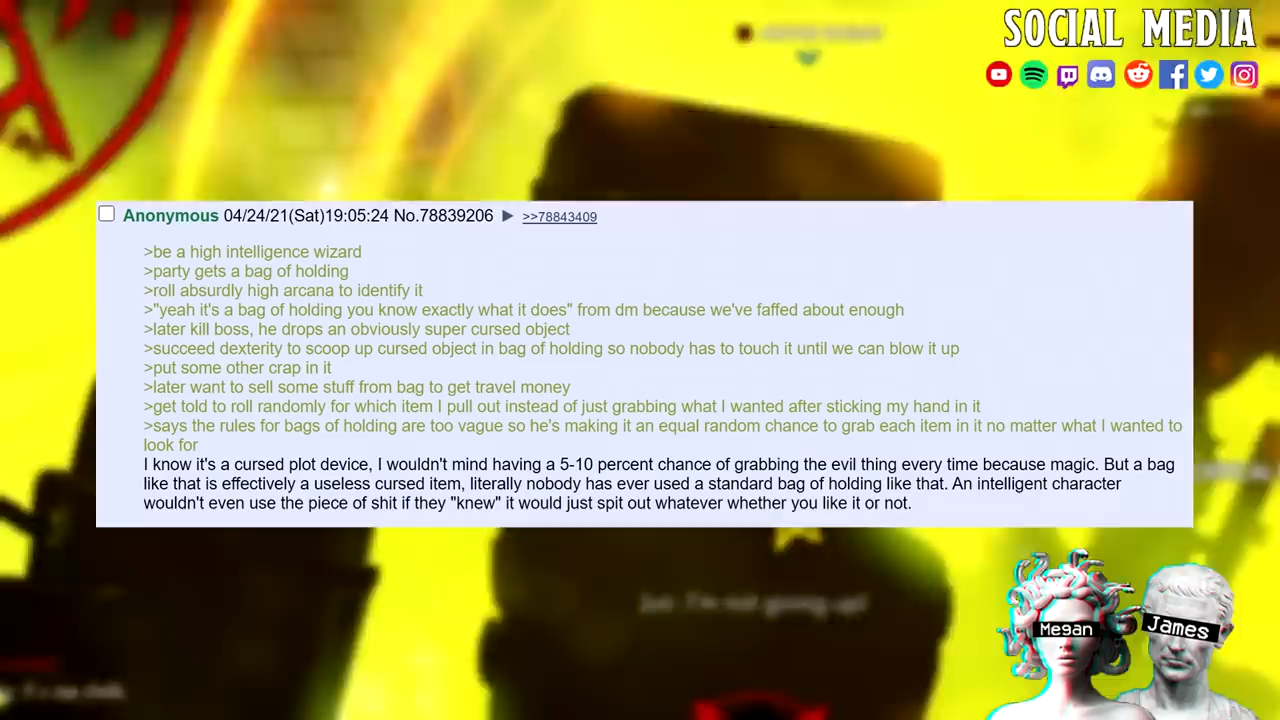 SOCIAL MEDIA
Anonymous 04/24/21(Sat)19:05:24 No.78839206 ▶ >>78843409
>be a high intelligence wizard
>party gets a bag of holding
>roll absurdly high arcana to identify it
>"yeah it's a bag of holding you know exactly what it does" from dm because we've faffed about enough
>later kill boss, he drops an obviously super cursed object
>succeed dexterity to scoop up cursed object in bag of holding so nobody has to touch it until we can blow it up
>put some other crap in it
>later want to sell some stuff from bag to get travel money
>get told to roll randomly for which item I pull out instead of just grabbing what I wanted after sticking my hand in it
>says the rules for bags of holding are too vague so he's making it an equal random chance to grab each item in it no matter what I wanted to
look for
I know it's a cursed plot device, I wouldn't mind having a 5-10 percent chance of grabbing the evil thing every time because magic. But a bag
like that is effectively a useless cursed item, literally nobody has ever used a standard bag of holding like that. An intelligent character
wouldn't even use the piece of shit if they "knew" it would just spit out whatever whether you like it or not.
Megan
James